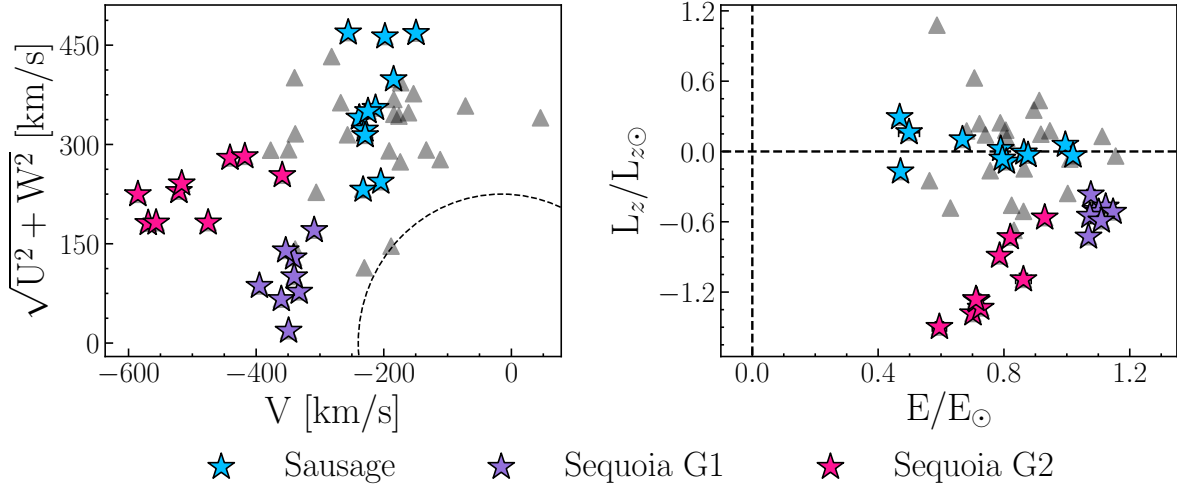 450
300
150
0
√U² + W² [km/s]
−600 −400 −200 0
V [km/s]
1.2
0.6
0.0
−0.6
−1.2
L_z/L_z⊙
0.0 0.4 0.8 1.2
E/E⊙
Sausage Sequoia G1 Sequoia G2